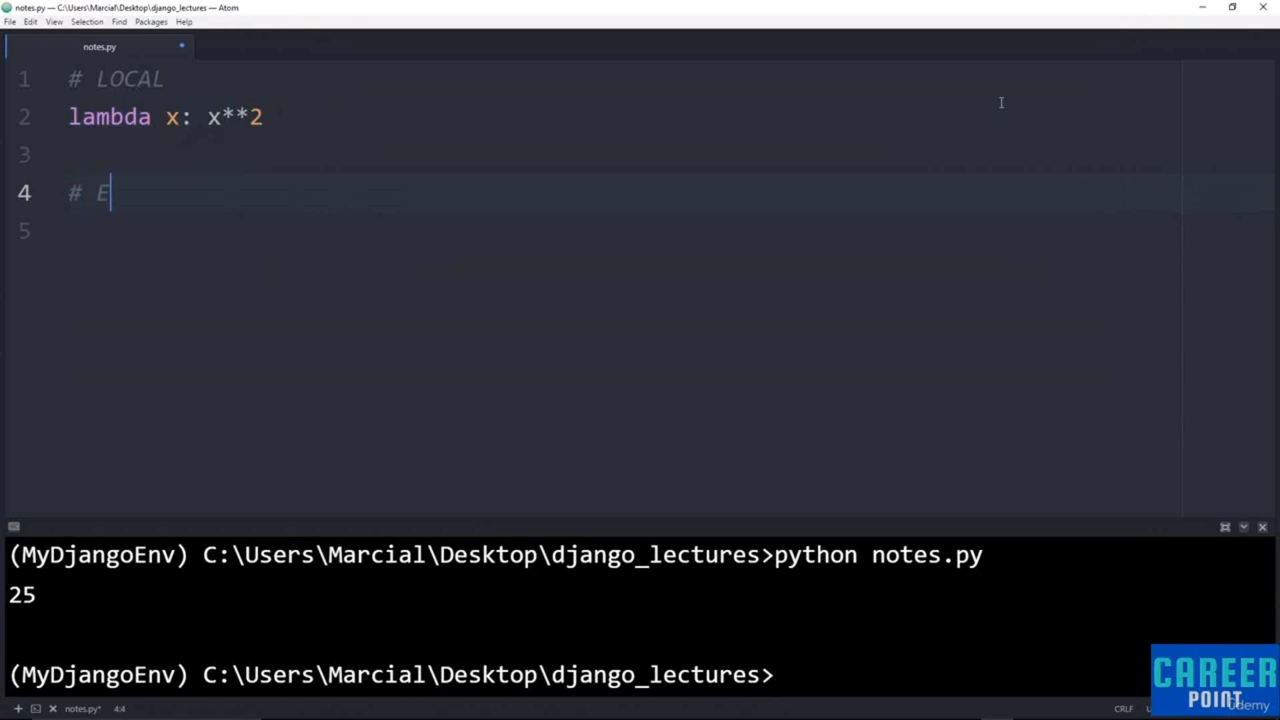 notes.py — C:\Users\Marcial\Desktop\django_lectures — Atom
File Edit View Selection Find Packages Help
notes.py
1 # LOCAL
2 lambda x: x**2
3
4 # E
5
(MyDjangoEnv) C:\Users\Marcial\Desktop\django_lectures>python notes.py
25
(MyDjangoEnv) C:\Users\Marcial\Desktop\django_lectures>
CAREER
POINT
Udemy
notes.py* 4:4 CRLF